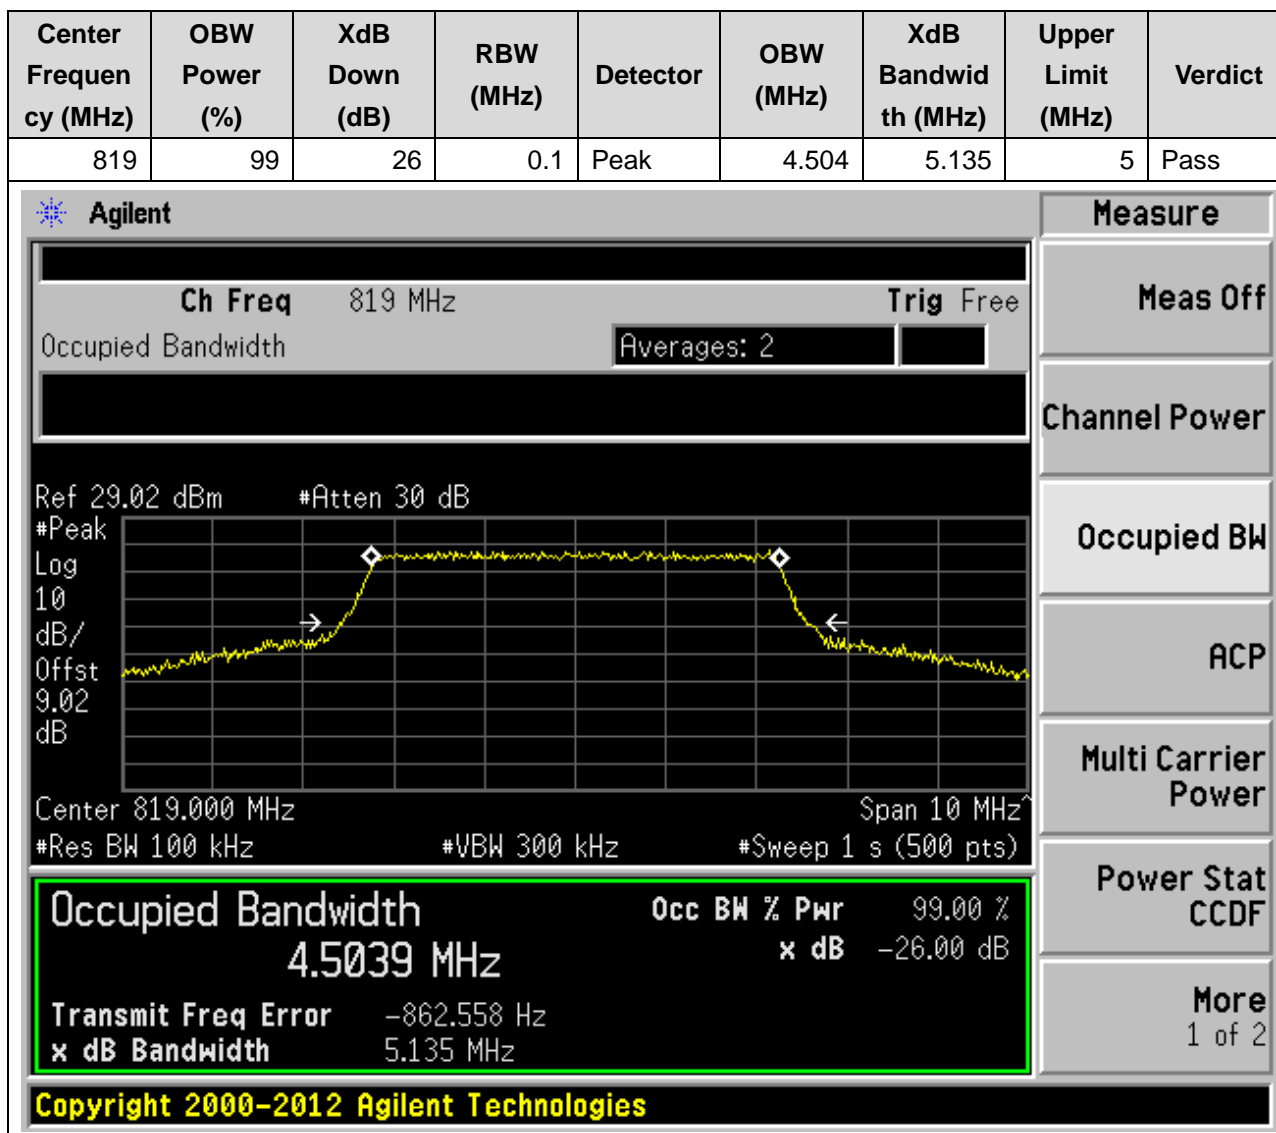 Center Frequen cy (MHz) OBW Power (%) XdB Down (dB) RBW (MHz) Detector OBW (MHz) XdB Bandwid th (MHz) Upper Limit (MHz) Verdict
819 99 26 0.1 Peak 4.504 5.135 5 Pass
Agilent
Measure
Ch Freq 819 MHz Trig Free
Occupied Bandwidth Averages: 2
Ref 29.02 dBm #Atten 30 dB
#Peak
Log
10
dB/
Offst
9.02
dB
Center 819.000 MHz Span 10 MHz^
#Res BW 100 kHz #VBW 300 kHz #Sweep 1 s (500 pts)
Occupied Bandwidth Occ BW % Pwr 99.00 %
4.5039 MHz x dB -26.00 dB
Transmit Freq Error -862.558 Hz
x dB Bandwidth 5.135 MHz
Copyright 2000-2012 Agilent Technologies
Meas Off
Channel Power
Occupied BW
ACP
Multi Carrier
Power
Power Stat
CCDF
More
1 of 2